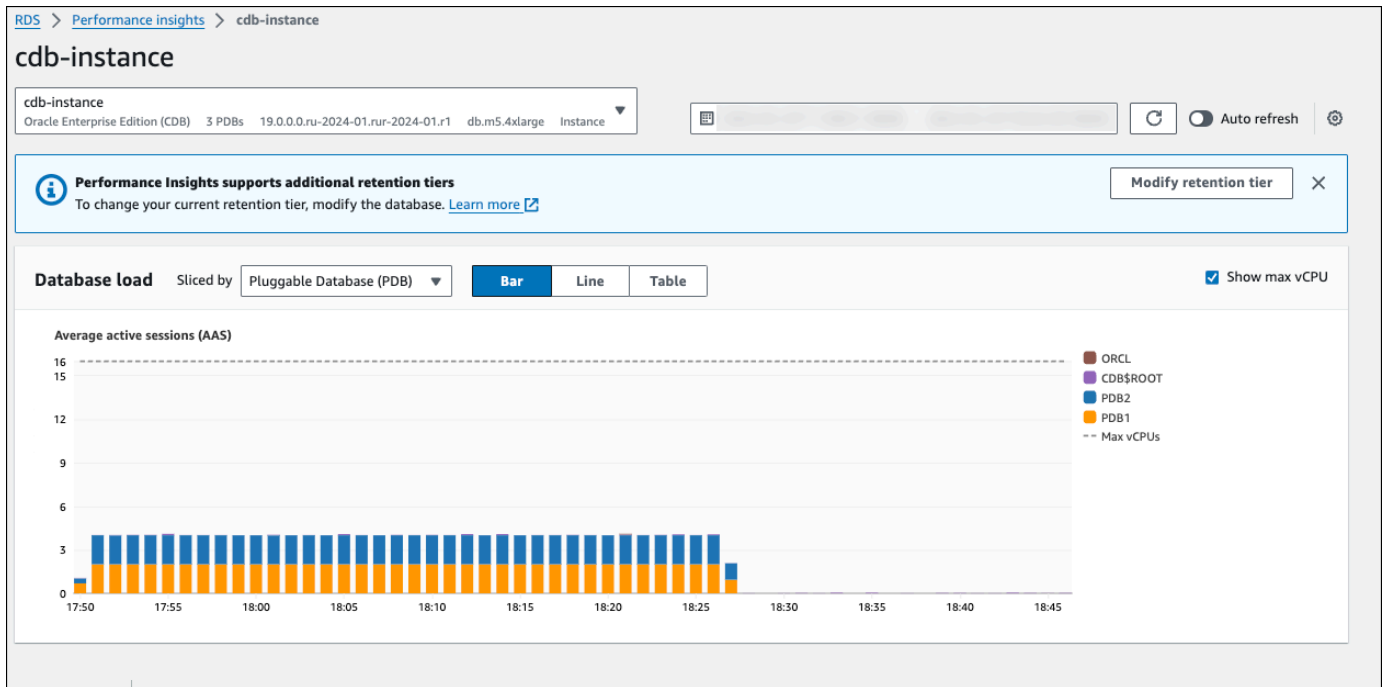 RDS > Performance insights > cdb-instance
cdb-instance
cdb-instance
Oracle Enterprise Edition (CDB) 3 PDBs 19.0.0.0.ru-2024-01.rur-2024-01.r1 db.m5.4xlarge Instance
Auto refresh
Performance Insights supports additional retention tiers
To change your current retention tier, modify the database. Learn more
Modify retention tier
Database load Sliced by Pluggable Database (PDB) Bar Line Table
Show max vCPU
Average active sessions (AAS)
16
15
12
9
6
3
0
17:50 17:55 18:00 18:05 18:10 18:15 18:20 18:25 18:30 18:35 18:40 18:45
ORCL
CDB$ROOT
PDB2
PDB1
Max vCPUs